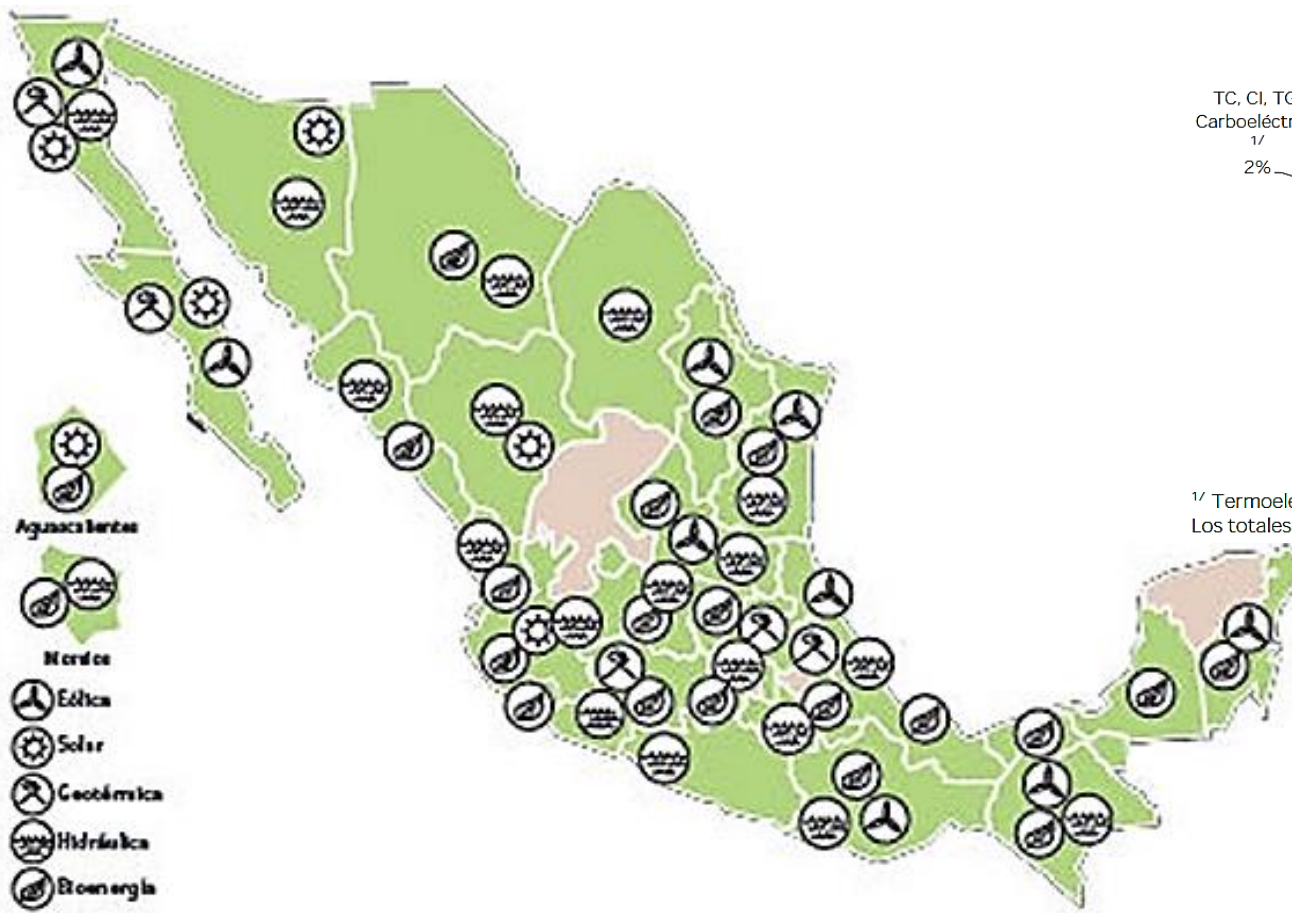 TC, CI, TG
Carboeléctr
1/
2%
1/ Termoele
Los totales
Aguascalientes
Morelos
Eólica
Solar
Geotérmica
Hidráulica
Bioenergía